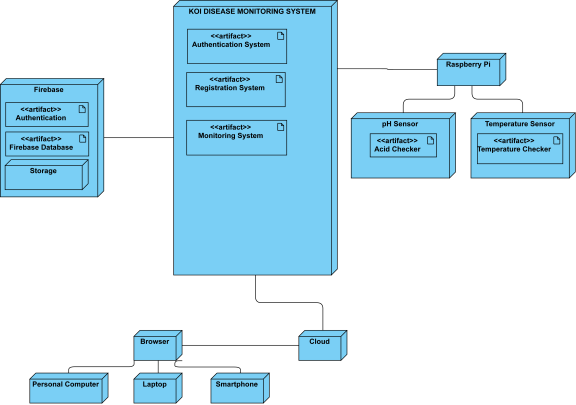 KOI DISEASE MONITORING SYSTEM
<<artifact>>
Authentication System
<<artifact>>
Registration System
<<artifact>>
Monitoring System
Firebase
<<artifact>>
Authentication
<<artifact>>
Firebase Database
Storage
Raspberry Pi
pH Sensor
<<artifact>>
Acid Checker
Temperature Sensor
<<artifact>>
Temperature Checker
Browser
Cloud
Personal Computer
Laptop
Smartphone